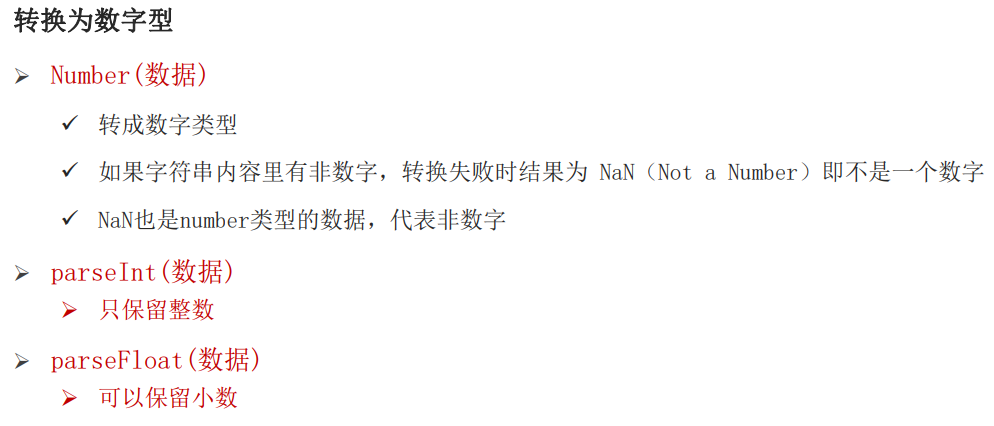 转换为数字型
Number(数据)
转成数字类型
如果字符串内容里有非数字，转换失败时结果为 NaN（Not a Number）即不是一个数字
NaN也是number类型的数据，代表非数字
parseInt(数据)
只保留整数
parseFloat(数据)
可以保留小数